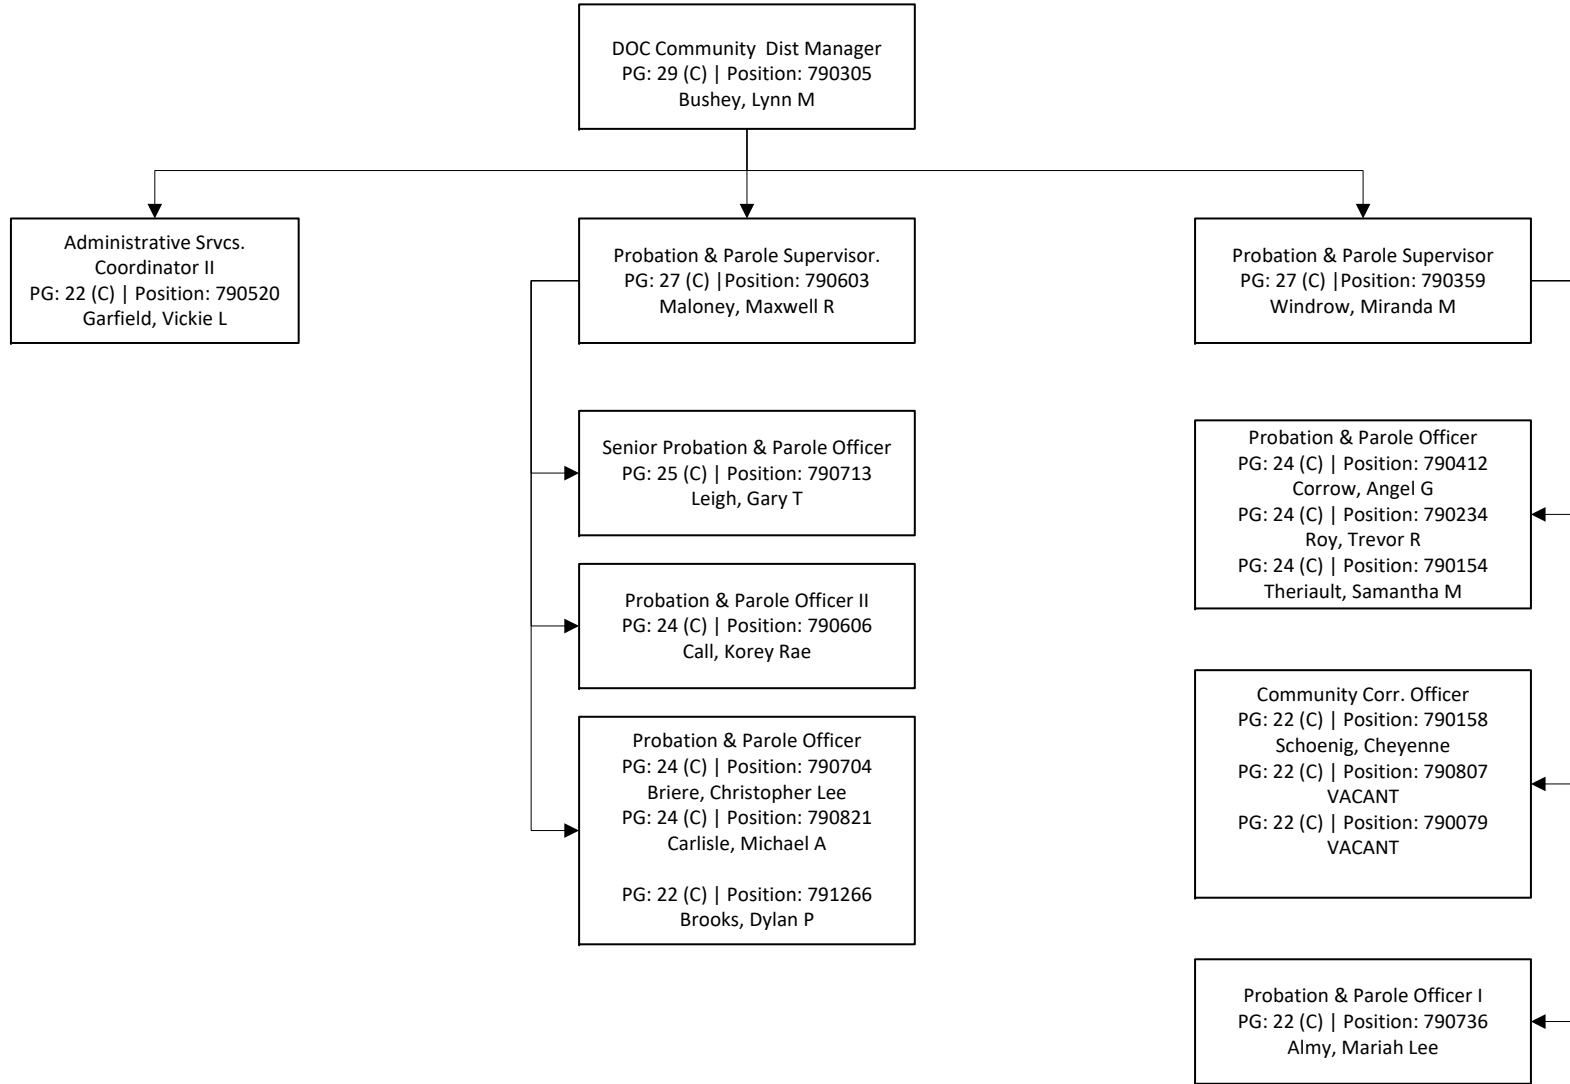 DOC Community  Dist Manager
PG: 29 (C) | Position: 790305
Bushey, Lynn M
Administrative Srvcs.
Coordinator II
PG: 22 (C) | Position: 790520
Garfield, Vickie L
Probation & Parole Supervisor.
PG: 27 (C) |Position: 790603
Maloney, Maxwell R
Probation & Parole Supervisor
PG: 27 (C) |Position: 790359
Windrow, Miranda M
Senior Probation & Parole Officer
PG: 25 (C) | Position: 790713
Leigh, Gary T
Probation & Parole Officer II
PG: 24 (C) | Position: 790606
Call, Korey Rae
Probation & Parole Officer
PG: 24 (C) | Position: 790704
Briere, Christopher Lee
PG: 24 (C) | Position: 790821
Carlisle, Michael A
PG: 22 (C) | Position: 791266
Brooks, Dylan P
Probation & Parole Officer
PG: 24 (C) | Position: 790412
Corrow, Angel G
PG: 24 (C) | Position: 790234
Roy, Trevor R
PG: 24 (C) | Position: 790154
Theriault, Samantha M
Community Corr. Officer
PG: 22 (C) | Position: 790158
Schoenig, Cheyenne
PG: 22 (C) | Position: 790807
VACANT
PG: 22 (C) | Position: 790079
VACANT
Probation & Parole Officer I
PG: 22 (C) | Position: 790736
Almy, Mariah Lee